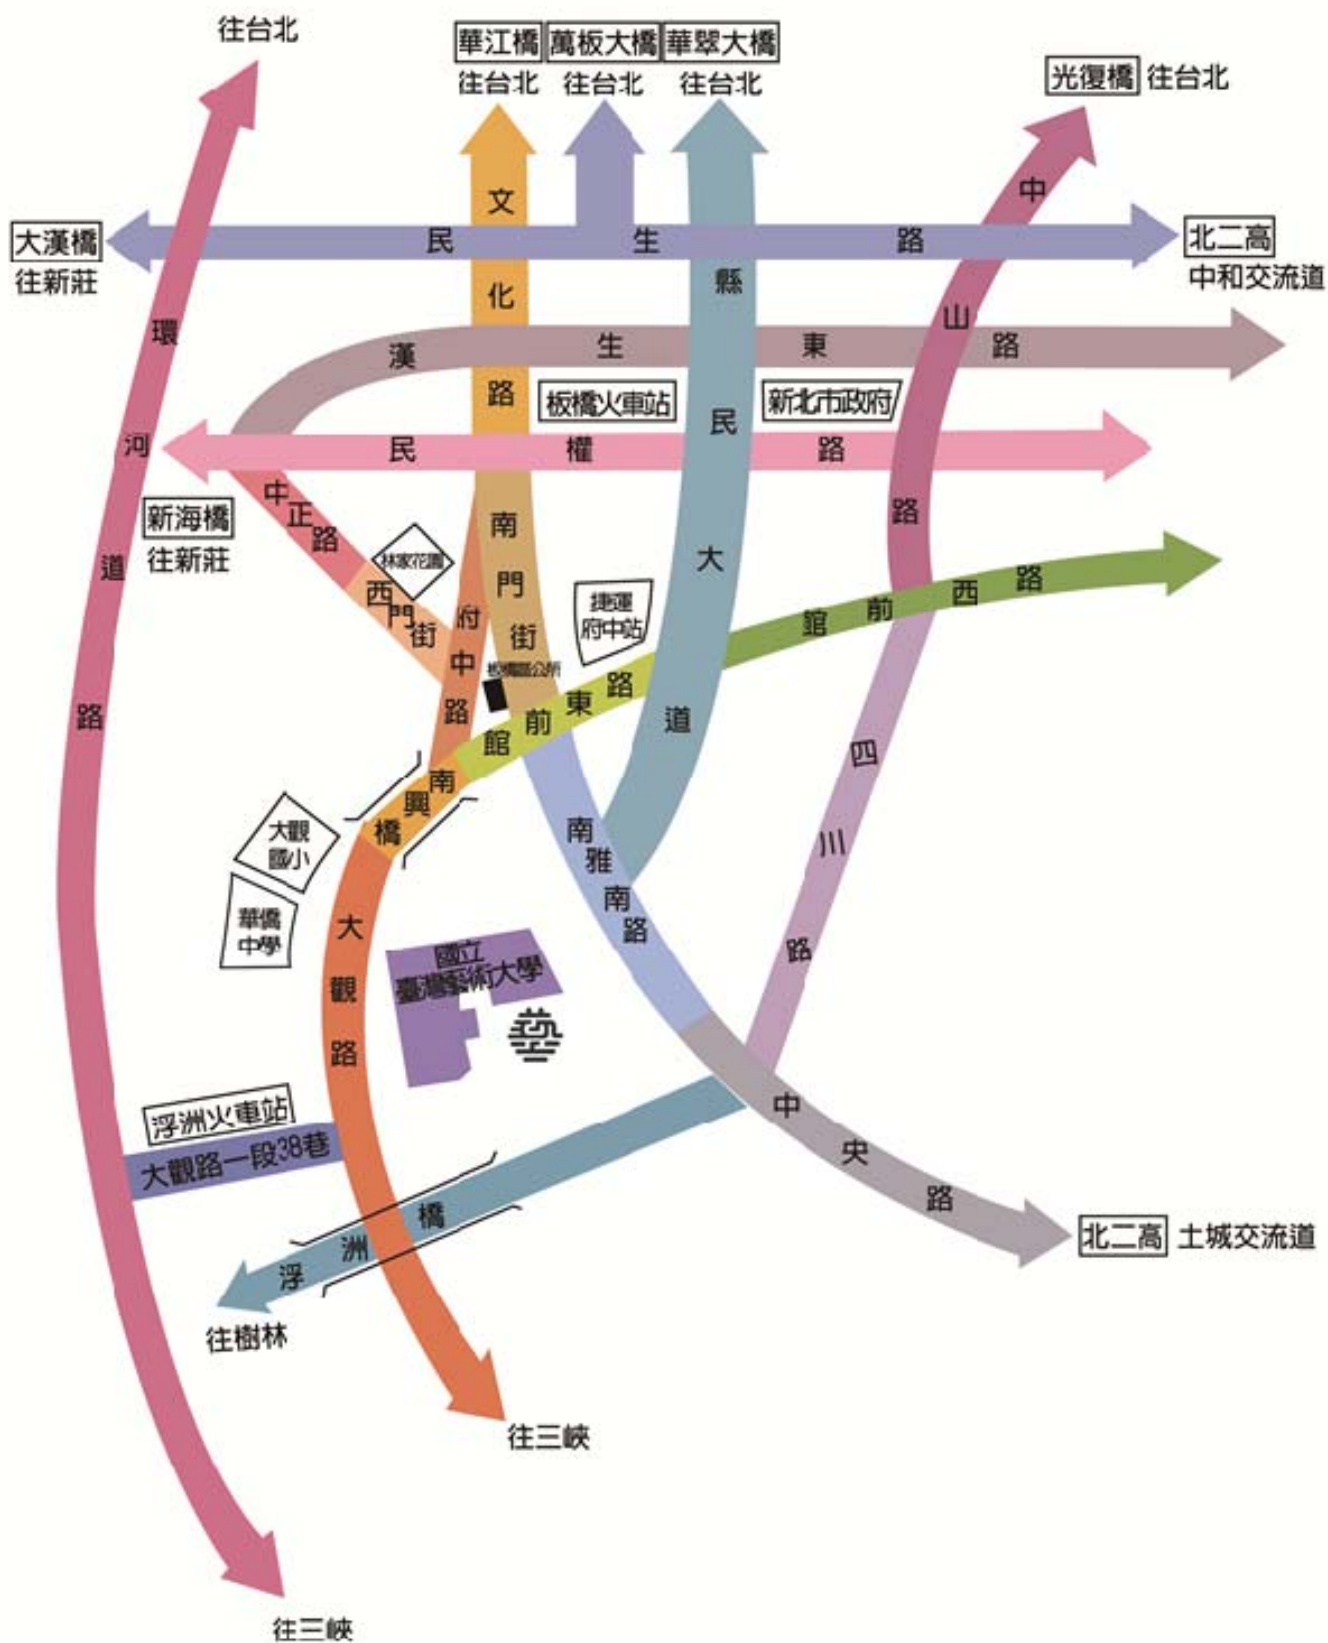 往台北
華江橋
萬板大橋
華翠大橋
往台北
往台北
往台北
光復橋 往台北
大漢橋
往新莊
民生路
北二高
中和交流道
文化路
縣民大道
中山路
環河道路
漢生東路
板橋火車站
新北市政府
民權路
新海橋
往新莊
中正路
林家花園
西門街
府中路
南門街
捷運
府中站
板橋區公所
館前東路
館前西路
南興橋
大觀
國小
華僑
中學
大觀路
國立
臺灣藝術大學
南雅南路
四川路
浮洲火車站
大觀路一段38巷
中央路
浮洲橋
北二高 土城交流道
往樹林
往三峽
往三峽